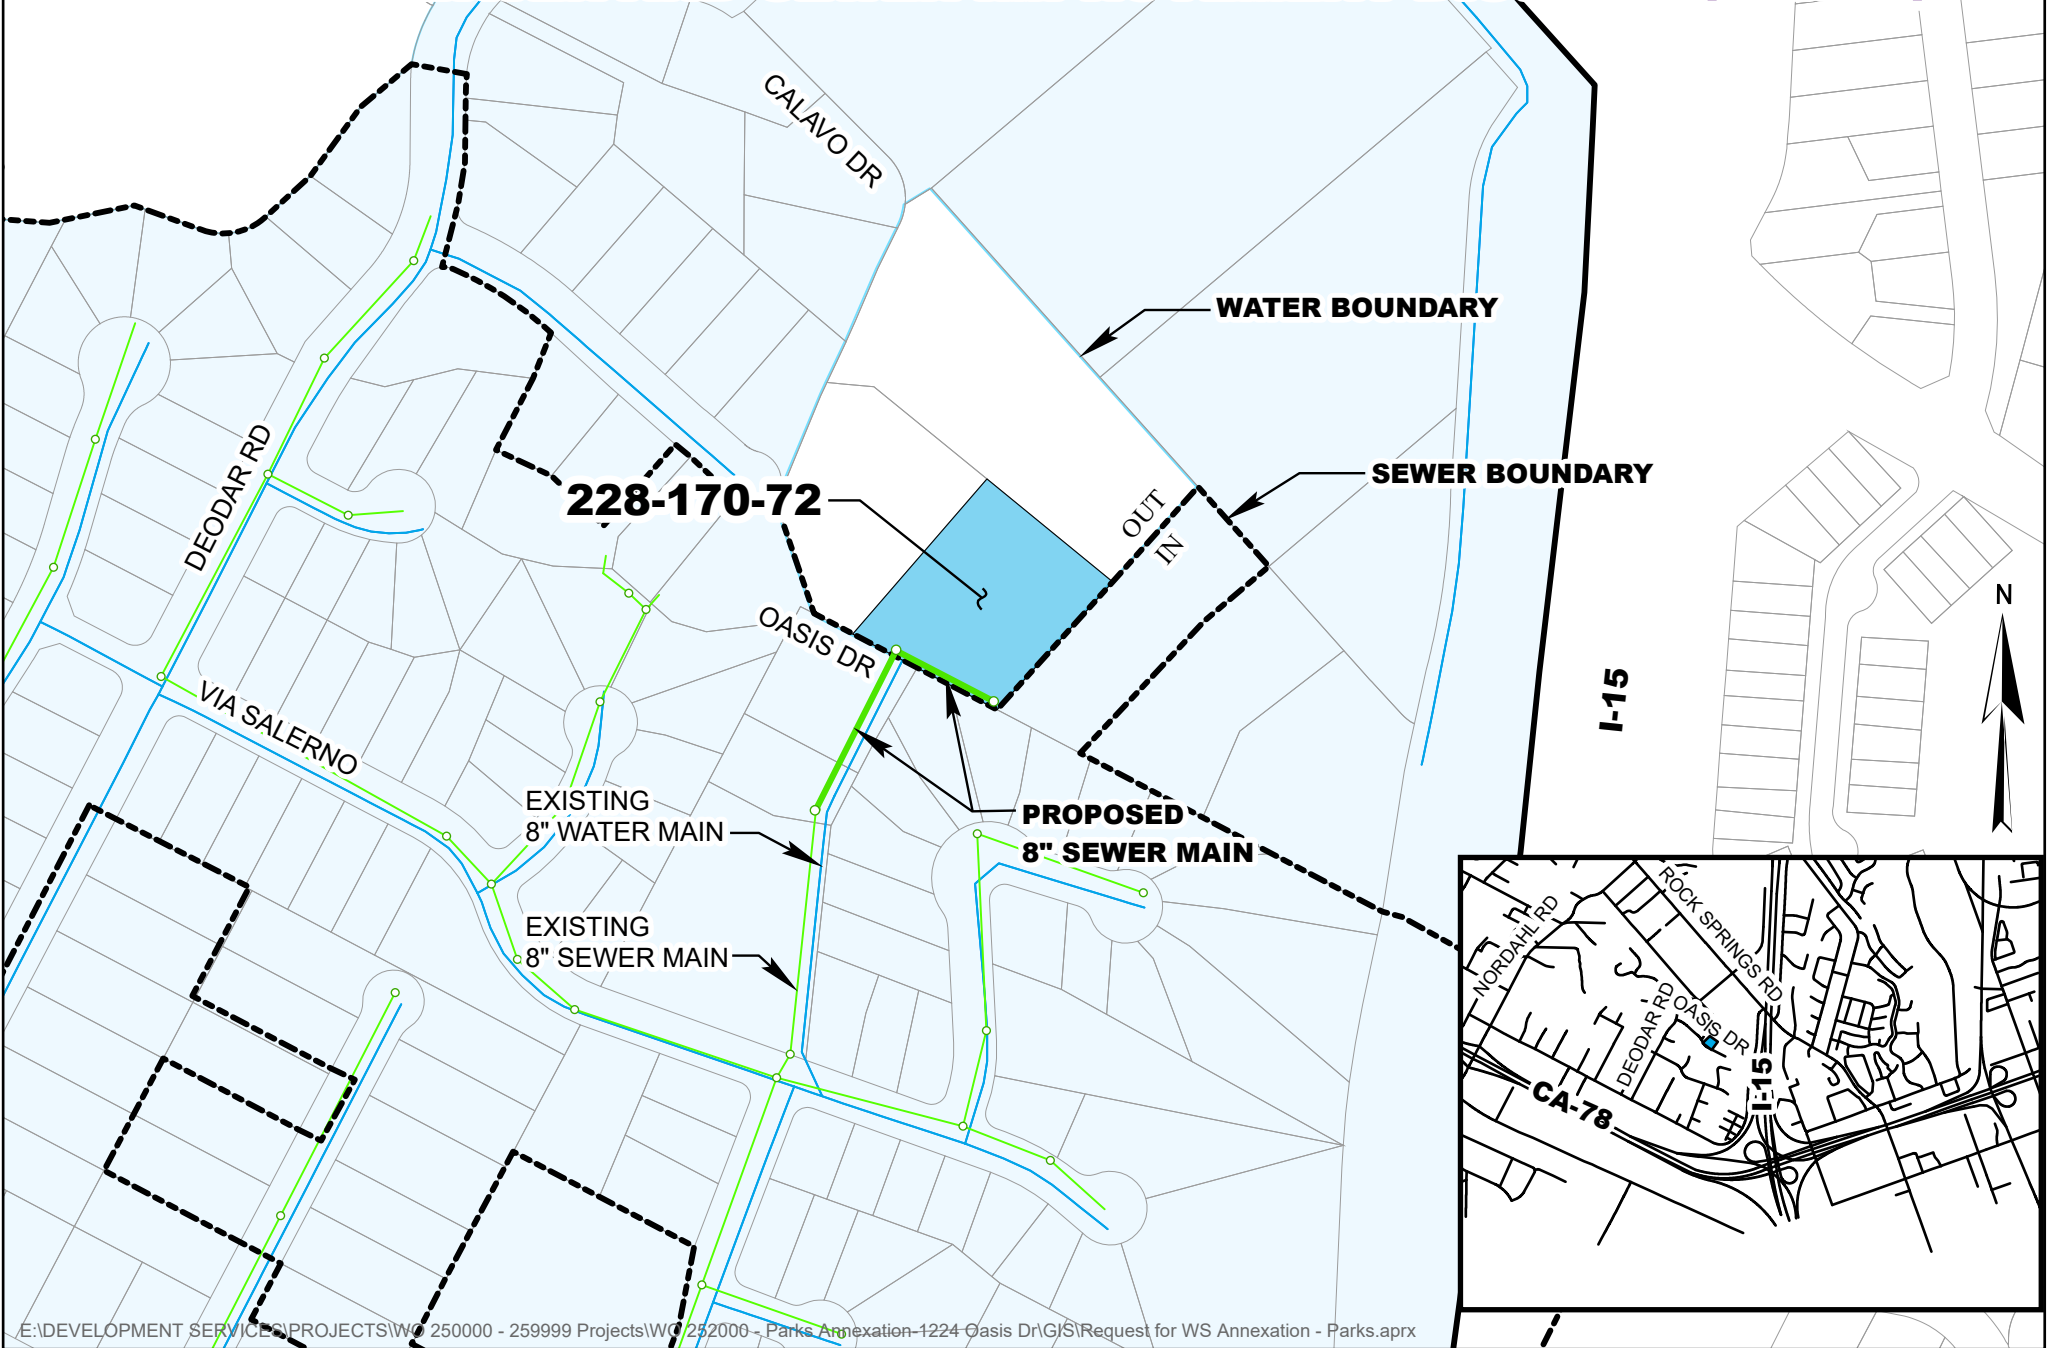 CALAVO DR
WATER BOUNDARY
SEWER BOUNDARY
228-170-72
OUT
IN
DEODAR RD
OASIS DR
VIA SALERNO
I-15
N
EXISTING
8" WATER MAIN
PROPOSED
8" SEWER MAIN
EXISTING
8" SEWER MAIN
NORDAHL RD
ROCK SPRINGS RD
DEODAR RD
OASIS DR
I-15
CA-78
E:\DEVELOPMENT SERVICES\PROJECTS\WO 250000 - 259999 Projects\WO 252000 - Parks Annexation-1224 Oasis Dr\GIS\Request for WS Annexation - Parks.aprx